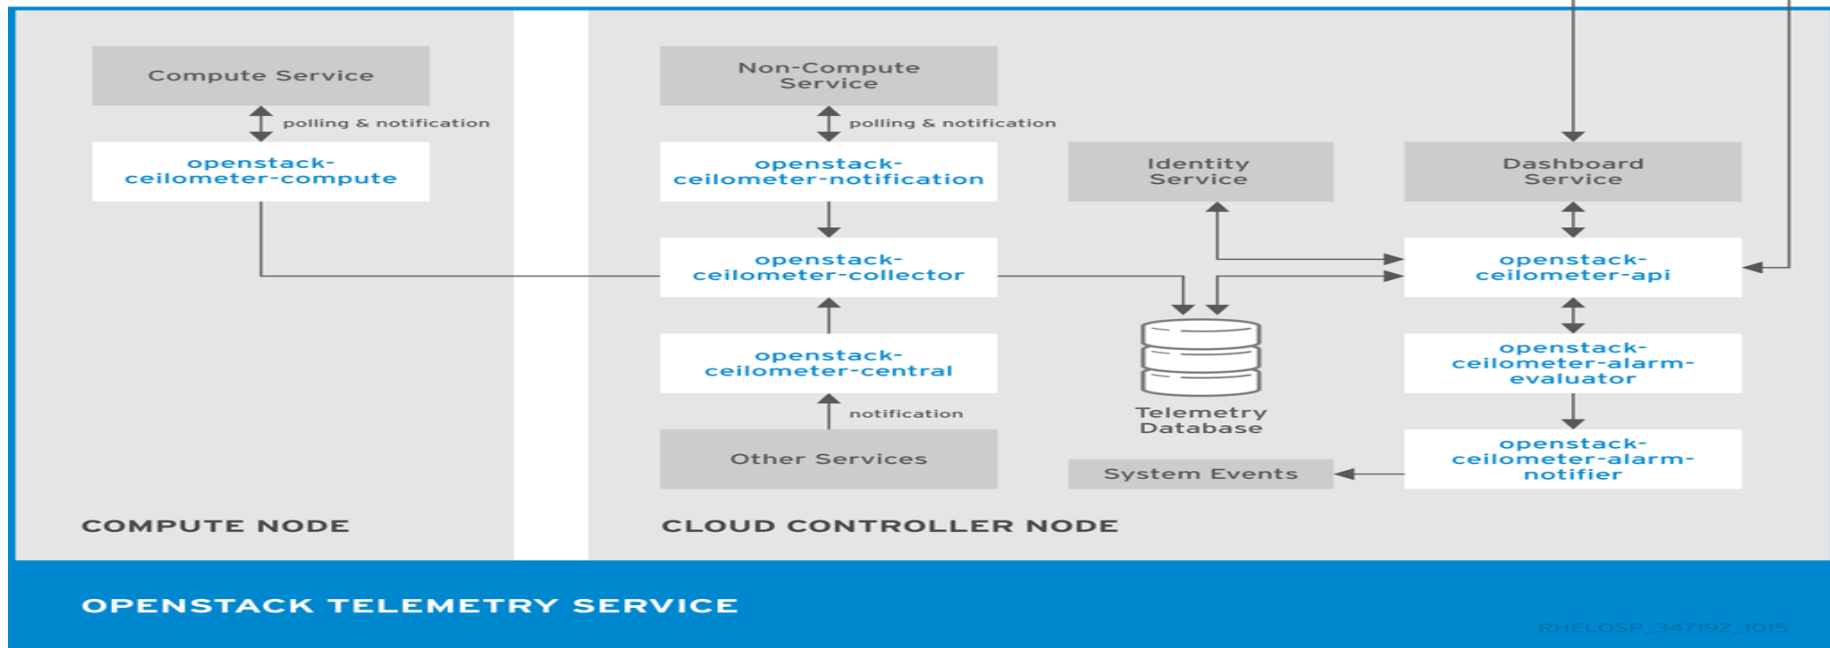 Compute Service
polling & notification
openstack-
ceilometer-compute
COMPUTE NODE
Non-Compute
Service
polling & notification
openstack-
ceilometer-notification
openstack-
ceilometer-collector
openstack-
ceilometer-central
notification
Other Services
Identity
Service
Telemetry
Database
System Events
Dashboard
Service
openstack-
ceilometer-api
openstack-
ceilometer-alarm-
evaluator
openstack-
ceilometer-alarm-
notifier
CLOUD CONTROLLER NODE
OPENSTACK TELEMETRY SERVICE
RHELOSP_347192_1015